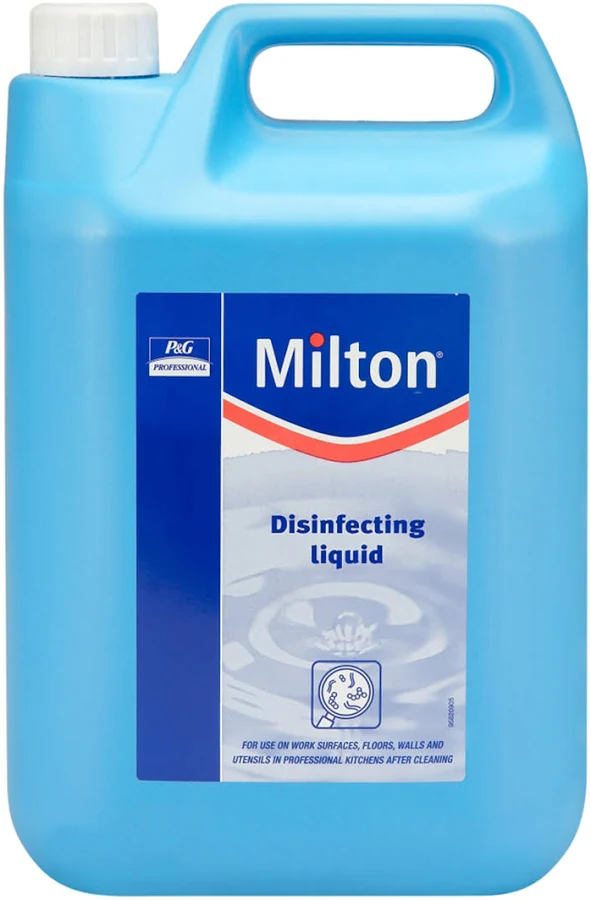 P&G
PROFESSIONAL
Milton®
Disinfecting
liquid
FOR USE ON WORK SURFACES, FLOORS, WALLS AND
UTENSILS IN PROFESSIONAL KITCHENS AFTER CLEANING